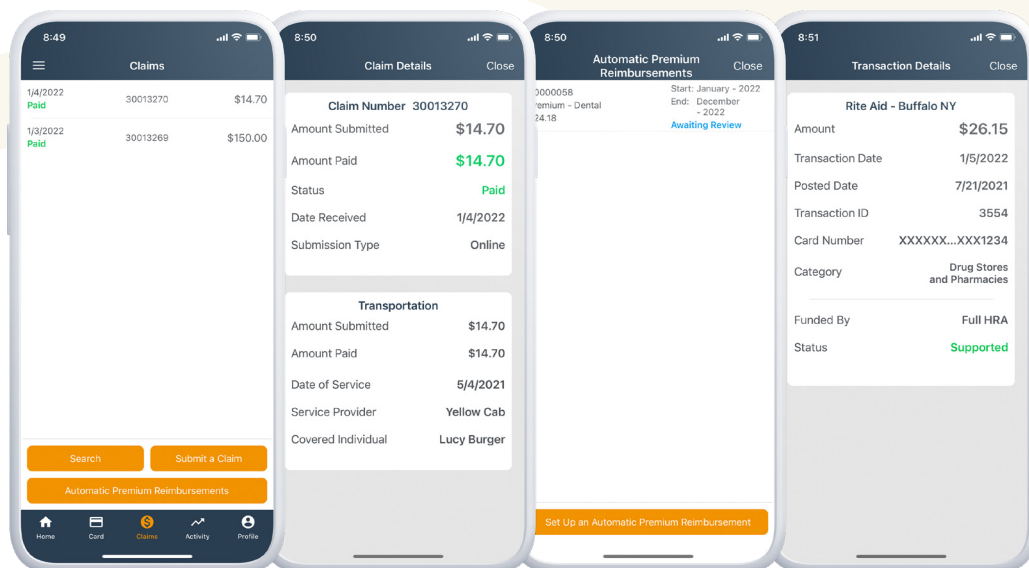 8:49
Claims
1/4/2022
Paid
30013270
$14.70
1/3/2022
Paid
30013269
$150.00
Search
Submit a Claim
Automatic Premium Reimbursements
Home
Card
Claims
Activity
Profile
8:50
Claim Details
Close
Claim Number 30013270
Amount Submitted $14.70
Amount Paid $14.70
Status Paid
Date Received 1/4/2022
Submission Type Online
Transportation
Amount Submitted $14.70
Amount Paid $14.70
Date of Service 5/4/2021
Service Provider Yellow Cab
Covered Individual Lucy Burger
8:50
Automatic Premium
Reimbursements
Close
0000058
remium - Dental
24.18
Start: January - 2022
End: December
- 2022
Awaiting Review
Set Up an Automatic Premium Reimbursement
8:51
Transaction Details
Close
Rite Aid - Buffalo NY
Amount $26.15
Transaction Date 1/5/2022
Posted Date 7/21/2021
Transaction ID 3554
Card Number XXXXXX...XXX1234
Category Drug Stores
and Pharmacies
Funded By Full HRA
Status Supported